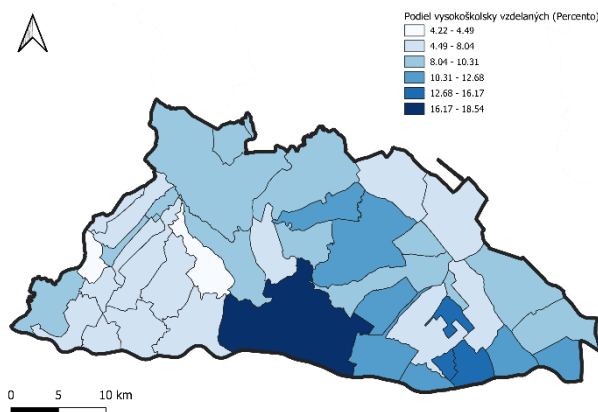 Podiel vysokoškolsky vzdelaných (Percento)
4.22 - 4.49
4.49 - 8.04
8.04 - 10.31
10.31 - 12.68
12.68 - 16.17
16.17 - 18.54
0 5 10 km